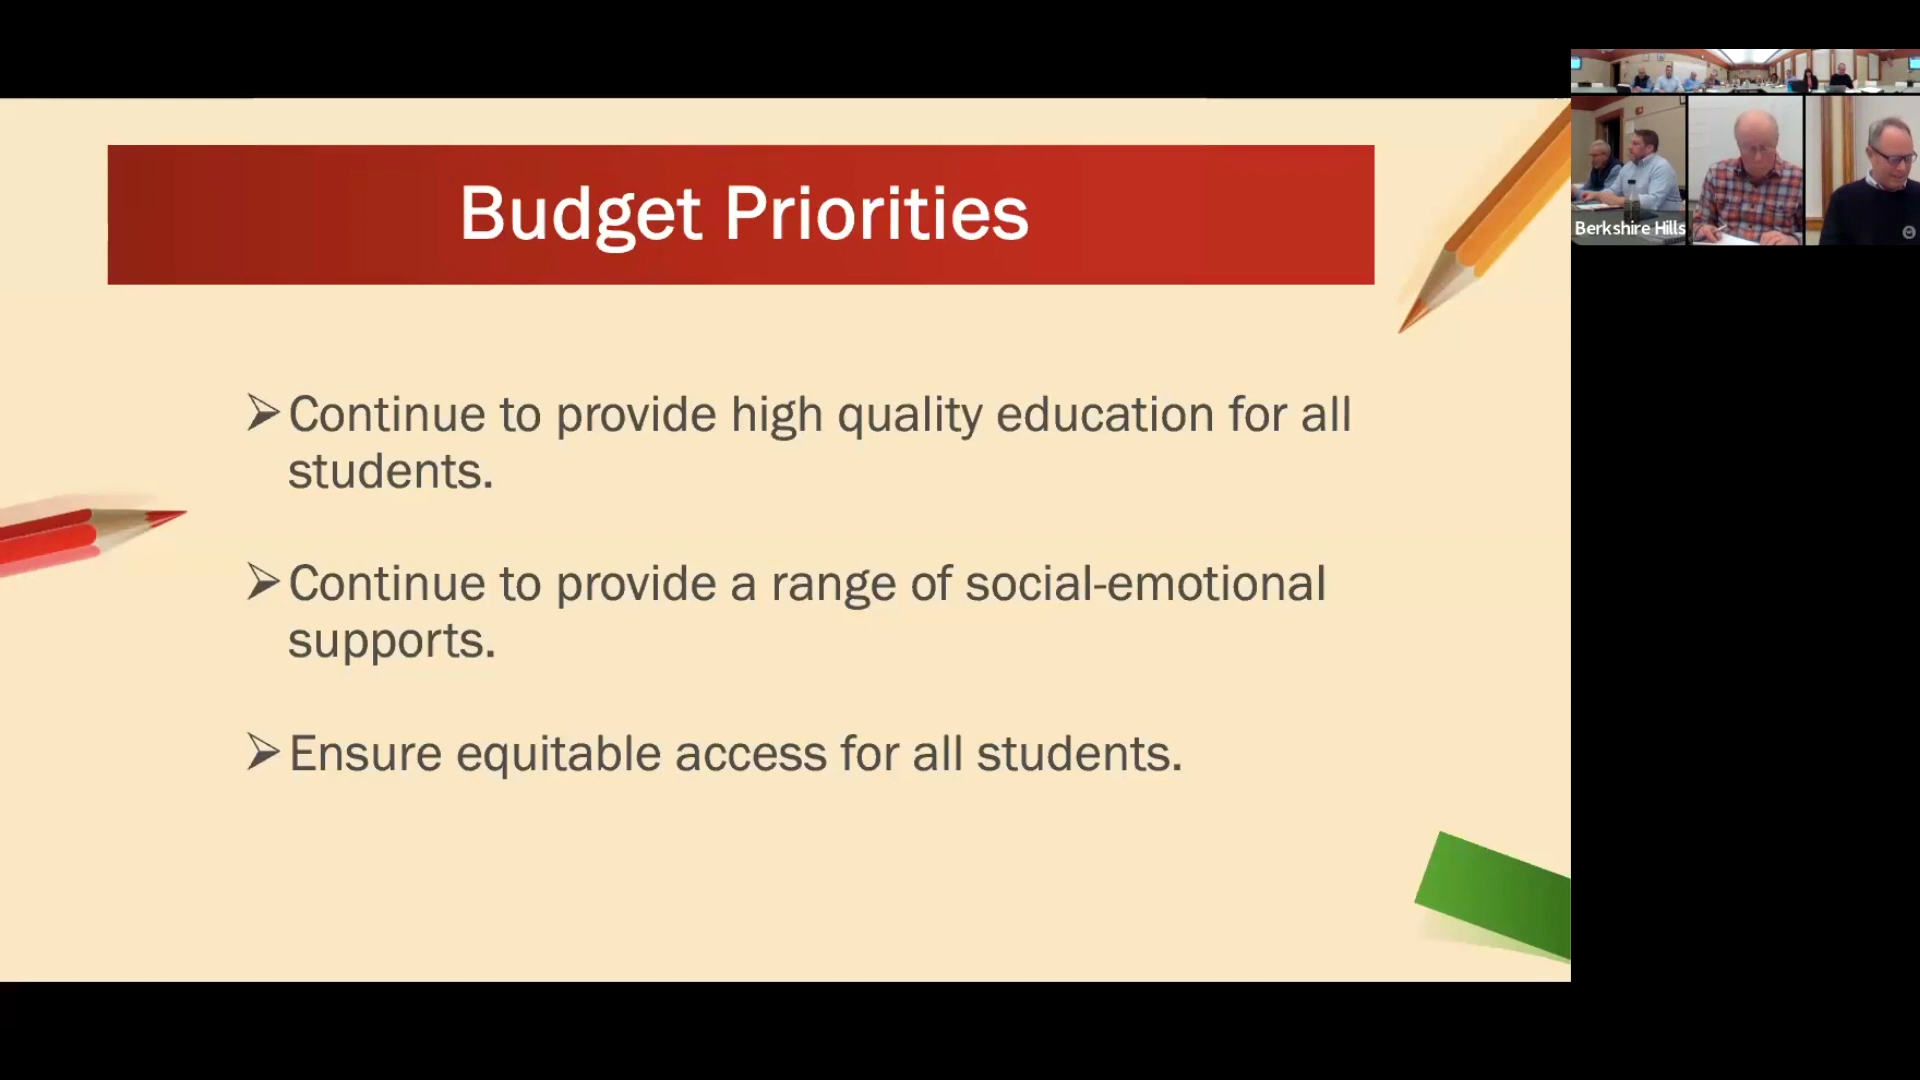 Budget Priorities
➢Continue to provide high quality education for all
students.
➢Continue to provide a range of social-emotional
supports.
➢Ensure equitable access for all students.
Berkshire Hills